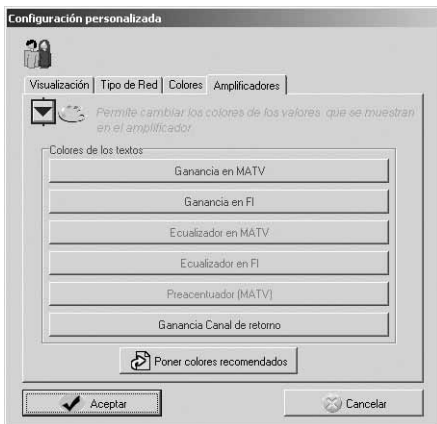 Configuración personalizada
Visualización Tipo de Red Colores Amplificadores
Permite cambiar los colores de los valores que se muestran
en el amplificador
Colores de los textos
Ganancia en MATV
Ganancia en FI
Ecualizador en MATV
Ecualizador en FI
Preacentuador (MATV)
Ganancia Canal de retorno
Poner colores recomendados
Aceptar Cancelar